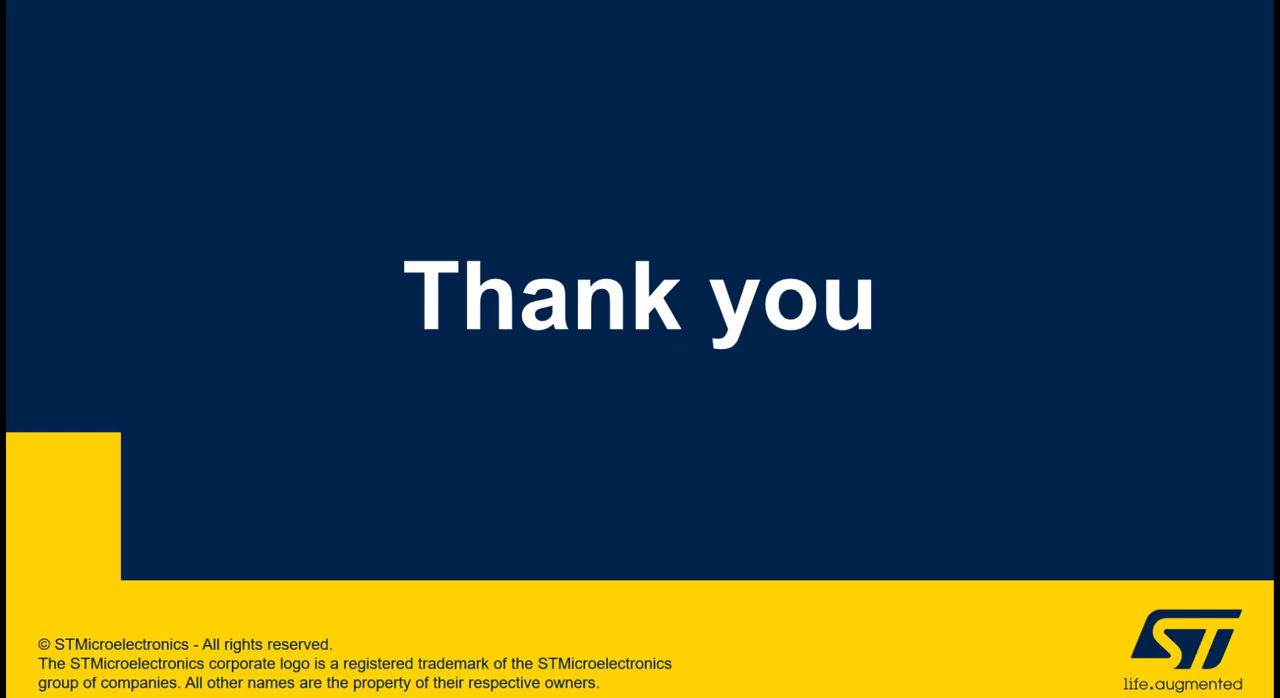 Thank you
© STMicroelectronics - All rights reserved.
The STMicroelectronics corporate logo is a registered trademark of the STMicroelectronics
group of companies. All other names are the property of their respective owners.
ST
life.augmented